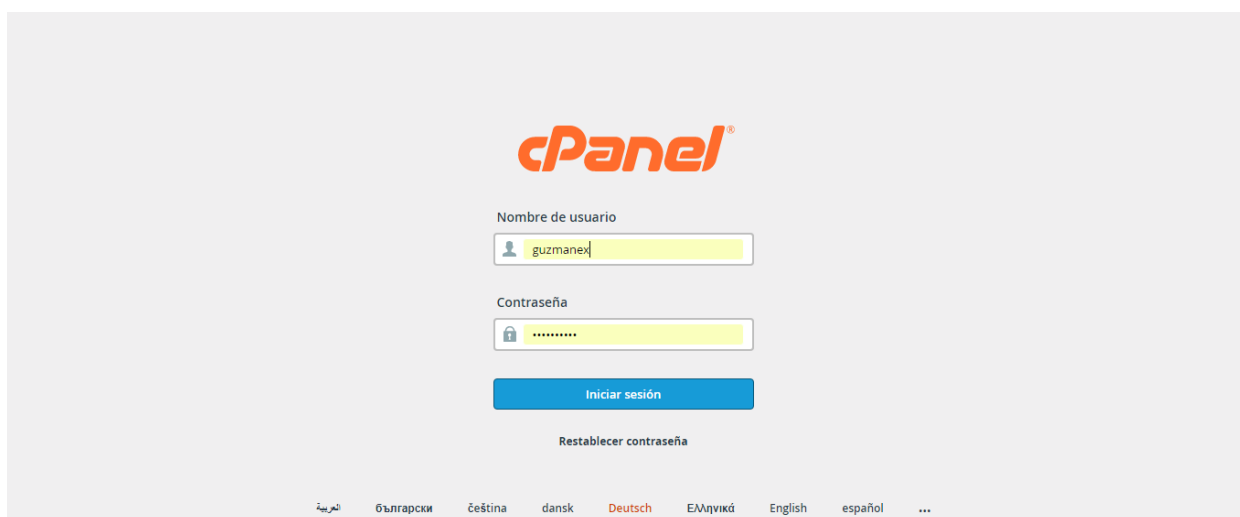 cPanel®
Nombre de usuario
guzmanex
Contraseña
••••••••••
Iniciar sesión
Restablecer contraseña
العربية български čeština dansk Deutsch Ελληνικά English español ...